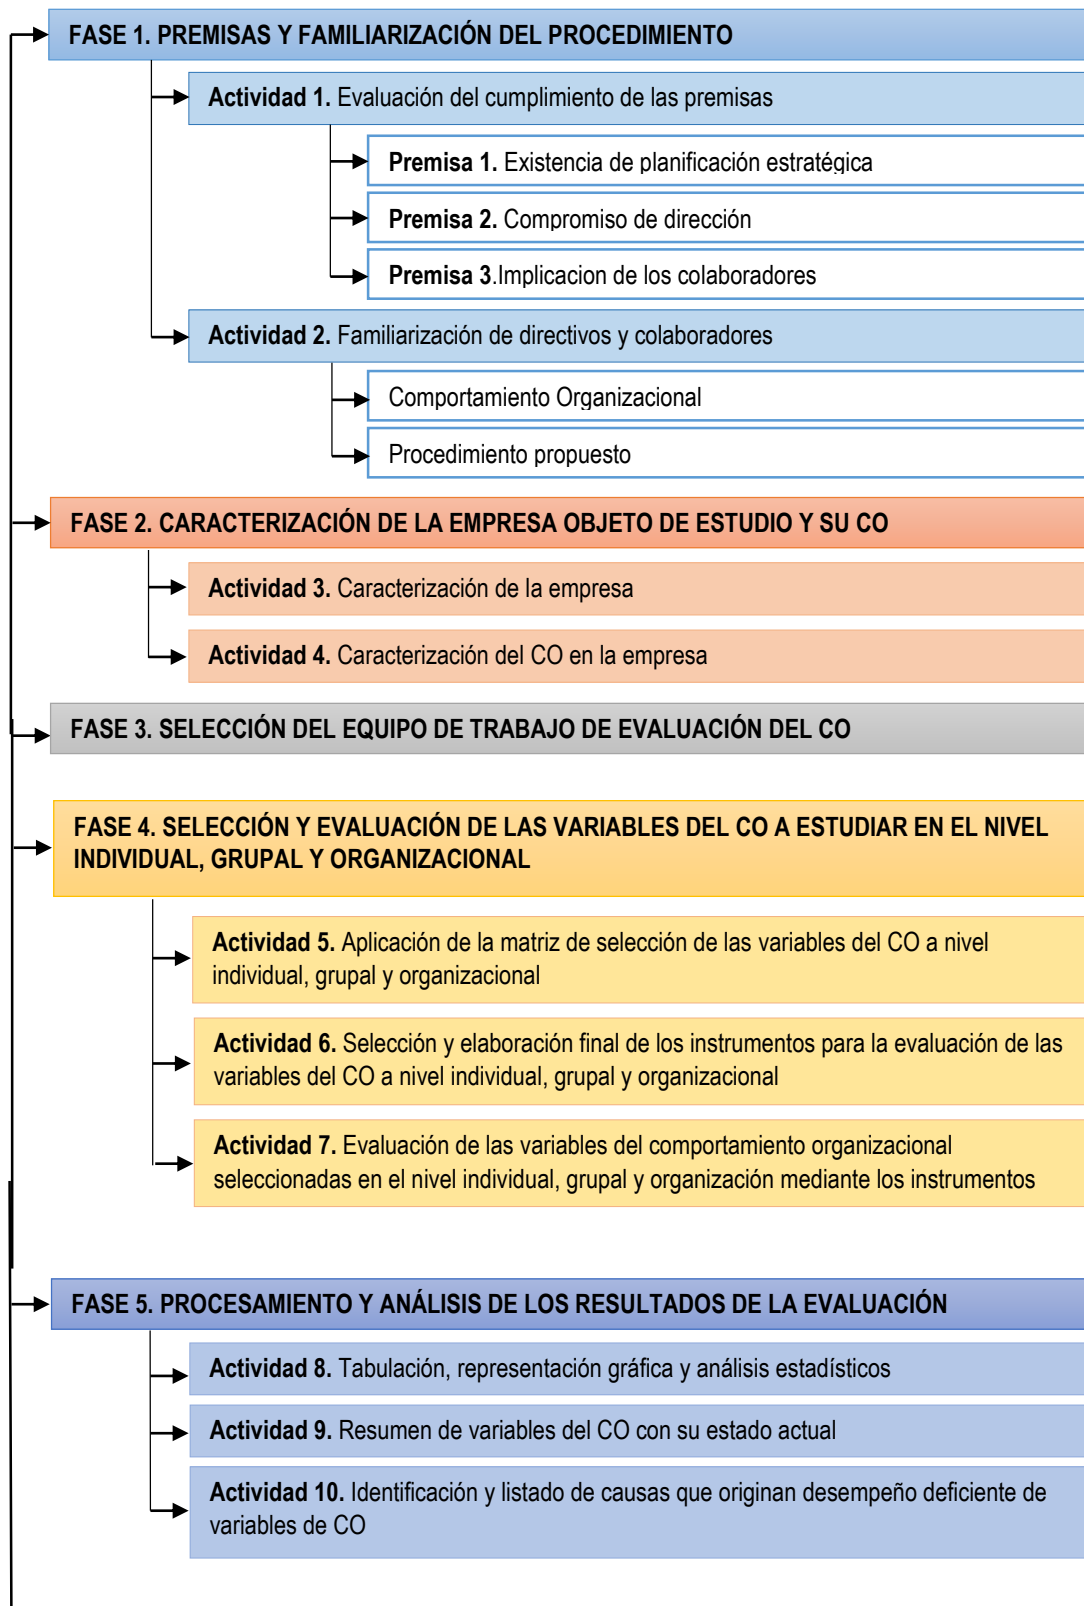 FASE 1. PREMISAS Y FAMILIARIZACIÓN DEL PROCEDIMIENTO
Actividad 1. Evaluación del cumplimiento de las premisas
Premisa 1. Existencia de planificación estratégica
Premisa 2. Compromiso de dirección
Premisa 3.Implicacion de los colaboradores
Actividad 2. Familiarización de directivos y colaboradores
Comportamiento Organizacional
Procedimiento propuesto
FASE 2. CARACTERIZACIÓN DE LA EMPRESA OBJETO DE ESTUDIO Y SU CO
Actividad 3. Caracterización de la empresa
Actividad 4. Caracterización del CO en la empresa
FASE 3. SELECCIÓN DEL EQUIPO DE TRABAJO DE EVALUACIÓN DEL CO
FASE 4. SELECCIÓN Y EVALUACIÓN DE LAS VARIABLES DEL CO A ESTUDIAR EN EL NIVEL
INDIVIDUAL, GRUPAL Y ORGANIZACIONAL
Actividad 5. Aplicación de la matriz de selección de las variables del CO a nivel
individual, grupal y organizacional
Actividad 6. Selección y elaboración final de los instrumentos para la evaluación de las
variables del CO a nivel individual, grupal y organizacional
Actividad 7. Evaluación de las variables del comportamiento organizacional
seleccionadas en el nivel individual, grupal y organización mediante los instrumentos
FASE 5. PROCESAMIENTO Y ANÁLISIS DE LOS RESULTADOS DE LA EVALUACIÓN
Actividad 8. Tabulación, representación gráfica y análisis estadísticos
Actividad 9. Resumen de variables del CO con su estado actual
Actividad 10. Identificación y listado de causas que originan desempeño deficiente de
variables de CO